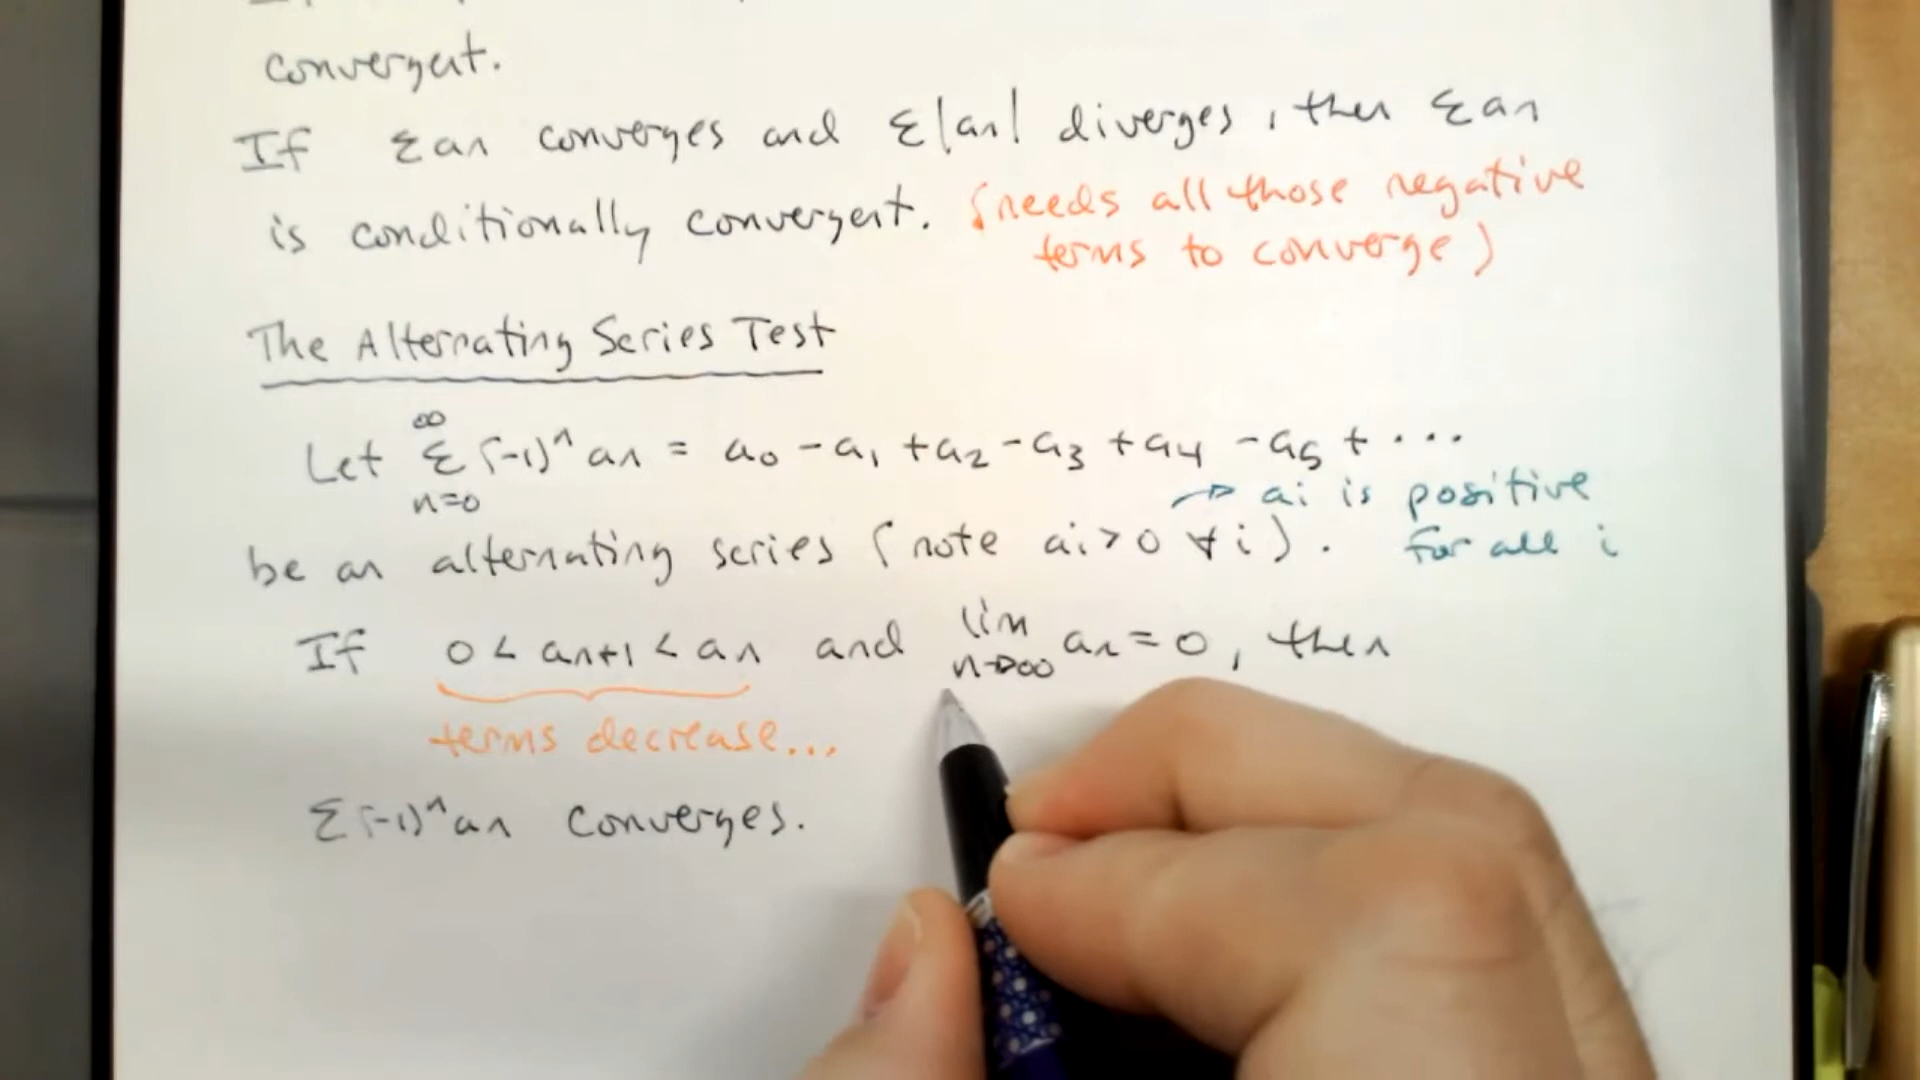 convergent.
If Σan converges and Σ|an| diverges, then Σan
is conditionally convergent. (needs all those negative
terms to converge)
The Alternating Series Test
∞
Let Σ (-1)^n an = a0 - a1 + a2 - a3 + a4 - a5 + ...
n=0
→ ai is positive
be an alternating series (note ai > 0 ∀ i). for all i
If 0 < an+1 < an and lim n→∞ an = 0, then
terms decrease...
Σ(-1)^n an converges.